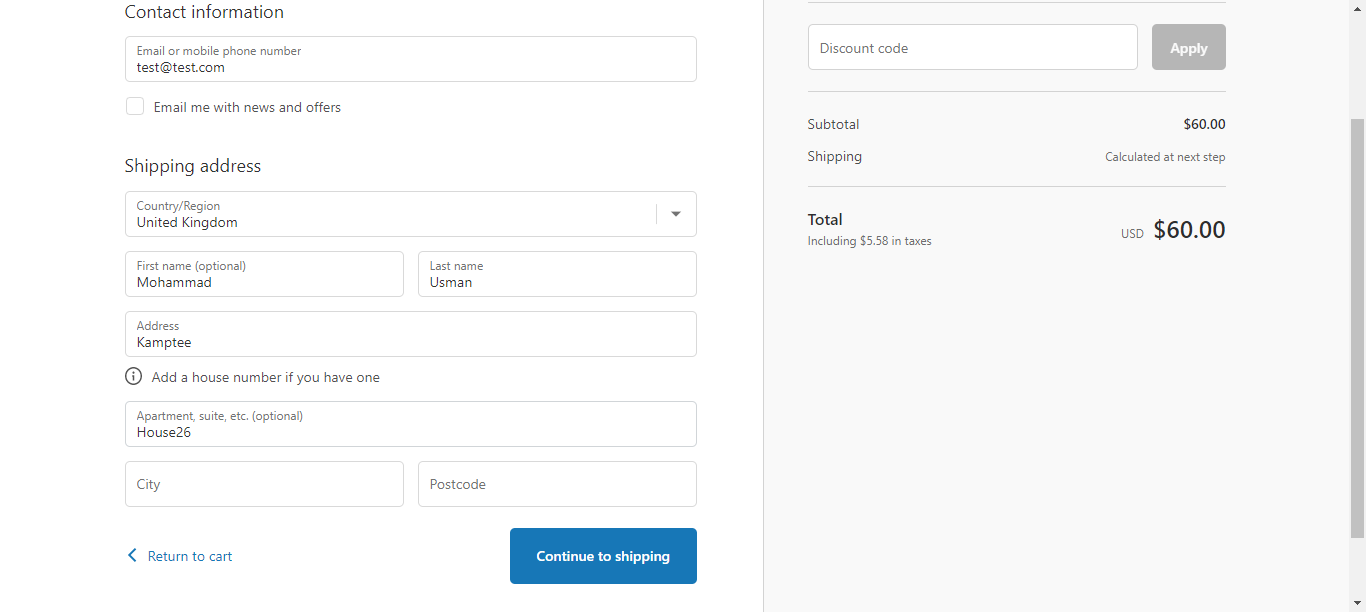 Contact information
Email or mobile phone number
test@test.com
Email me with news and offers
Shipping address
Country/Region
United Kingdom
First name (optional)
Mohammad
Last name
Usman
Address
Kamptee
Add a house number if you have one
Apartment, suite, etc. (optional)
House26
City
Postcode
Return to cart
Continue to shipping
Discount code
Apply
Subtotal
$60.00
Shipping
Calculated at next step
Total
Including $5.58 in taxes
USD $60.00